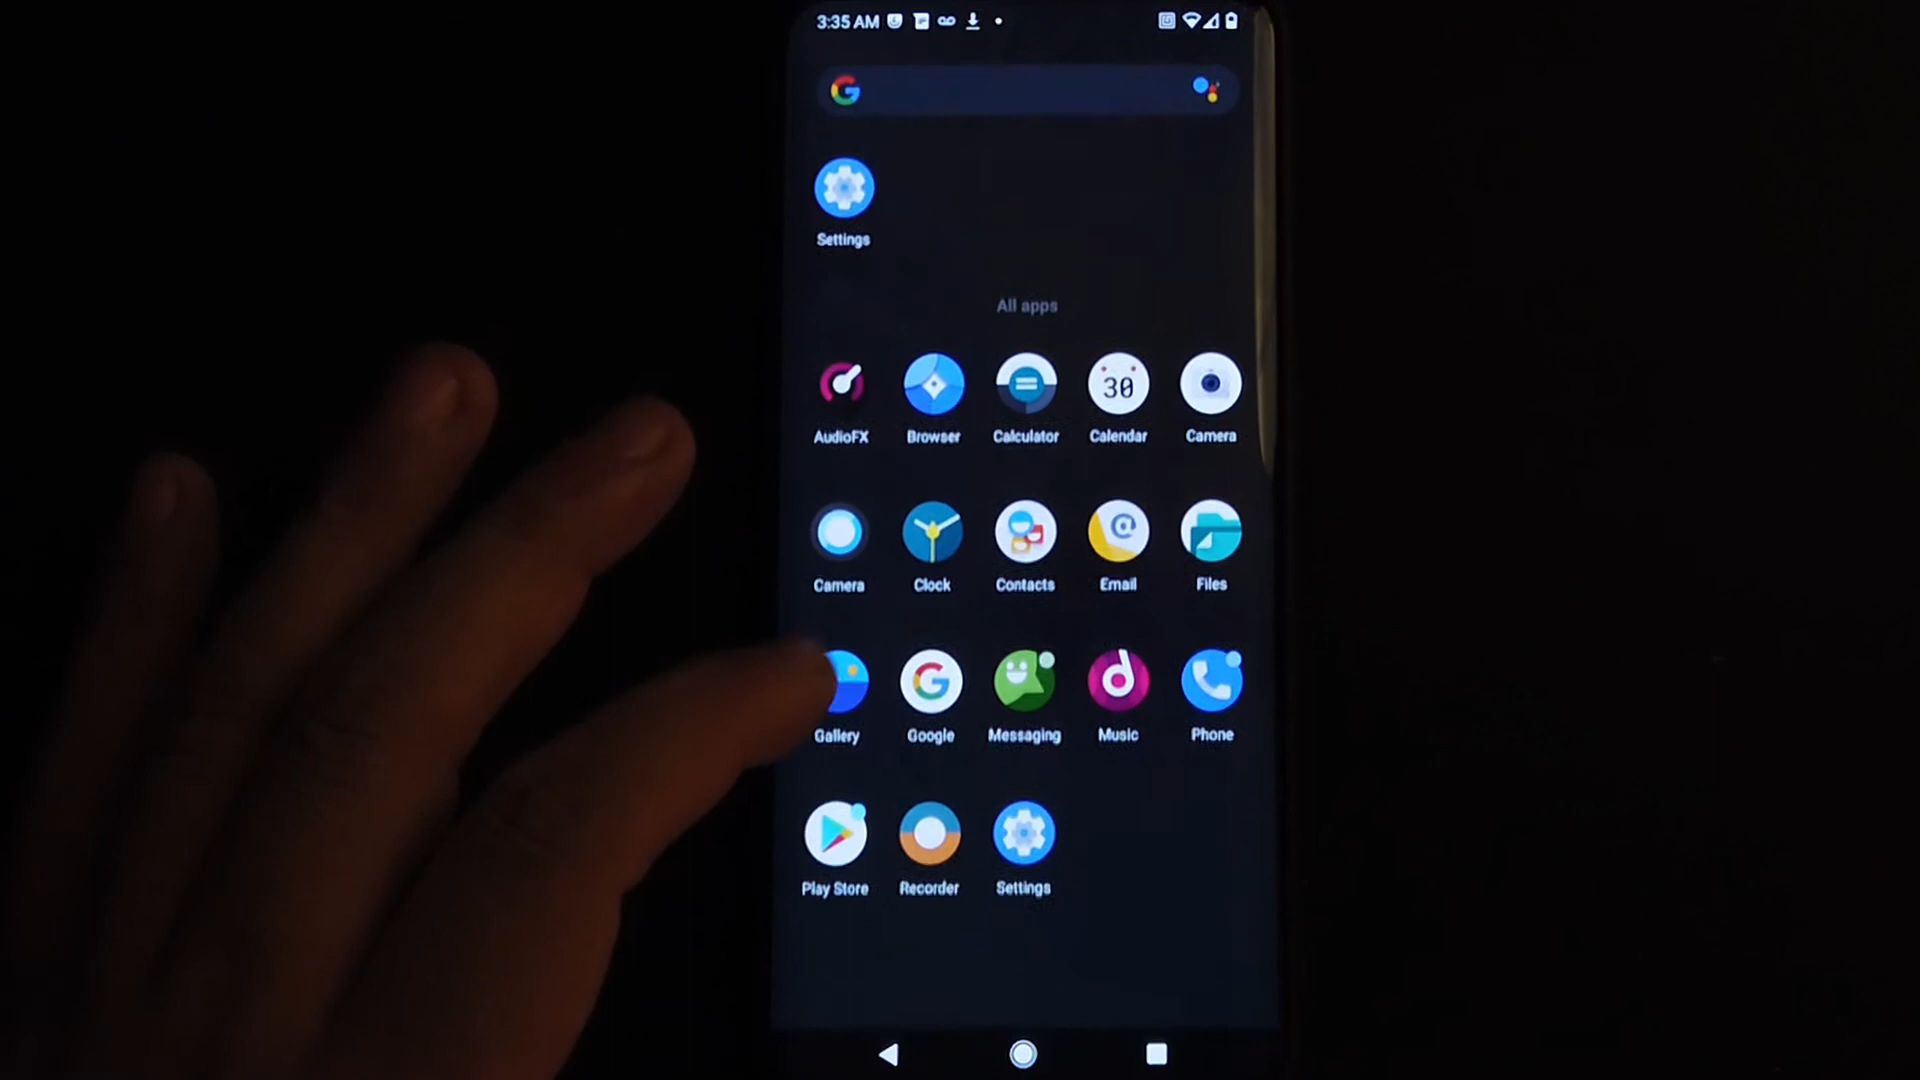 3:35 AM
G
Settings
All apps
30
AudioFX Browser Calculator Calendar Camera
@
Camera Clock Contacts Email Files
G
Gallery Google Messaging Music Phone
Play Store Recorder Settings